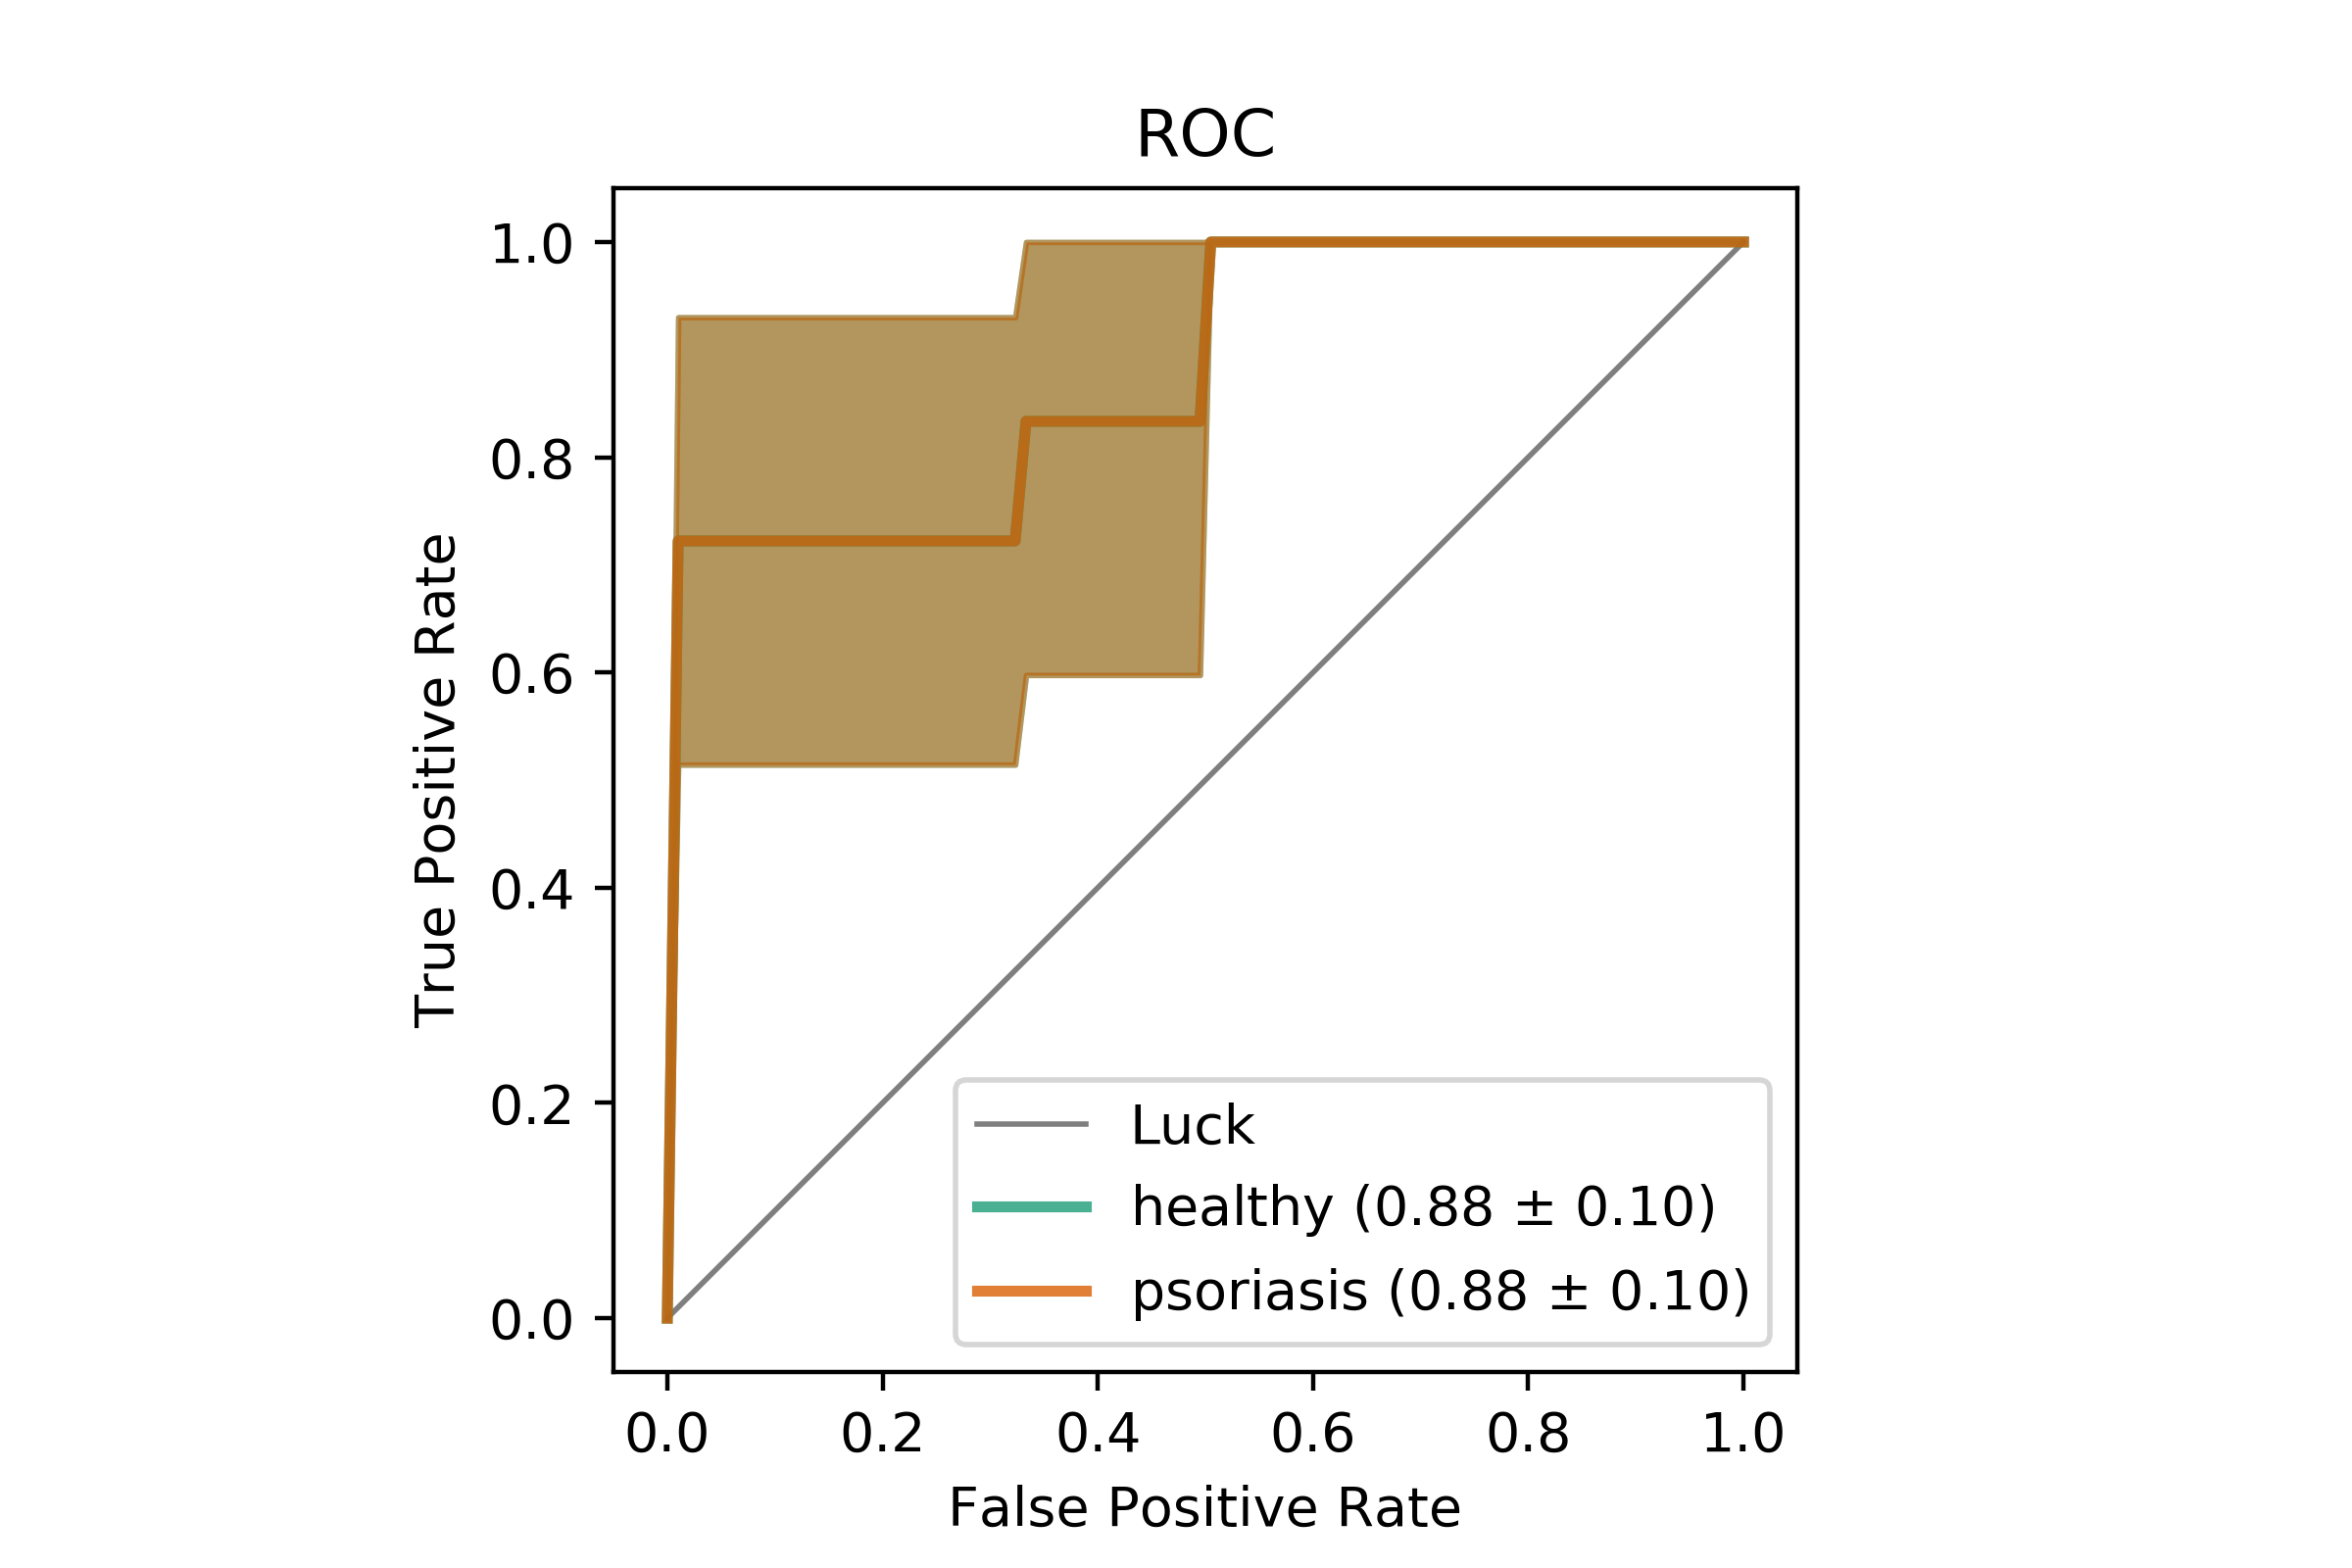 ROC
1.0
0.8
0.6
0.4
0.2
0.0
True Positive Rate
Luck
healthy (0.88 ± 0.10)
psoriasis (0.88 ± 0.10)
0.0 0.2 0.4 0.6 0.8 1.0
False Positive Rate